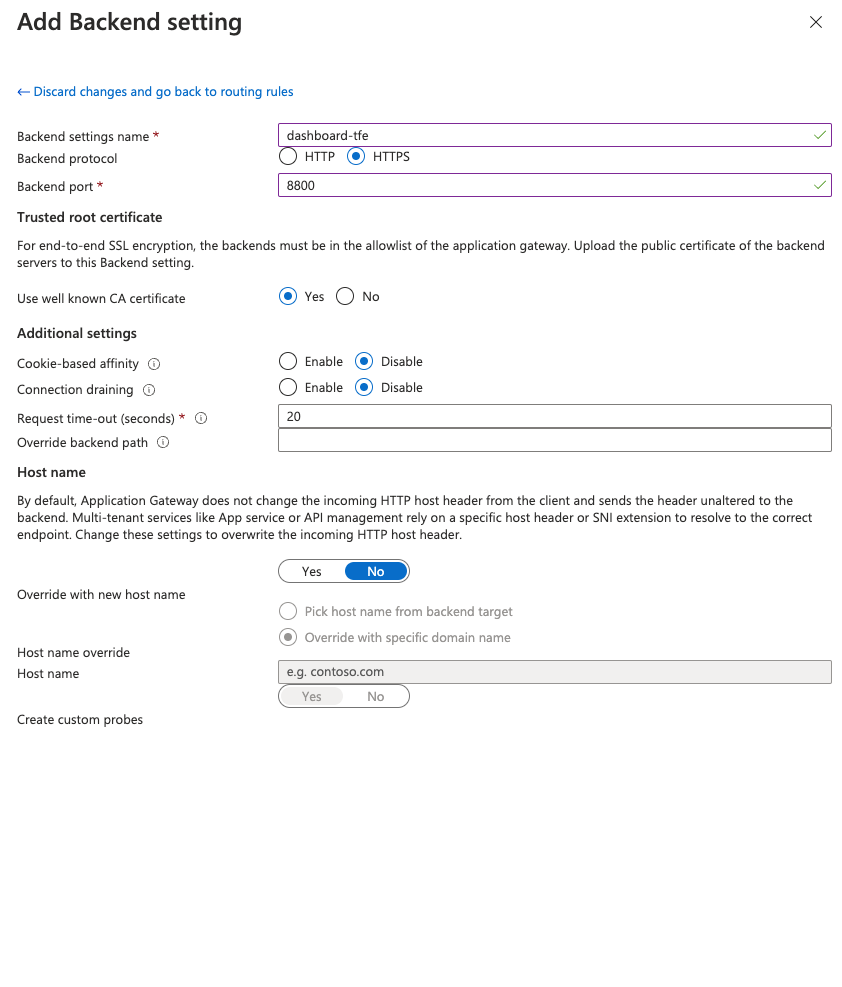 Add Backend setting
← Discard changes and go back to routing rules
Backend settings name * dashboard-tfe
Backend protocol HTTP HTTPS
Backend port * 8800
Trusted root certificate
For end-to-end SSL encryption, the backends must be in the allowlist of the application gateway. Upload the public certificate of the backend
servers to this Backend setting.
Use well known CA certificate Yes No
Additional settings
Cookie-based affinity Enable Disable
Connection draining Enable Disable
Request time-out (seconds) * 20
Override backend path
Host name
By default, Application Gateway does not change the incoming HTTP host header from the client and sends the header unaltered to the
backend. Multi-tenant services like App service or API management rely on a specific host header or SNI extension to resolve to the correct
endpoint. Change these settings to overwrite the incoming HTTP host header.
Yes No
Override with new host name
Pick host name from backend target
Override with specific domain name
Host name override
Host name e.g. contoso.com
Yes No
Create custom probes